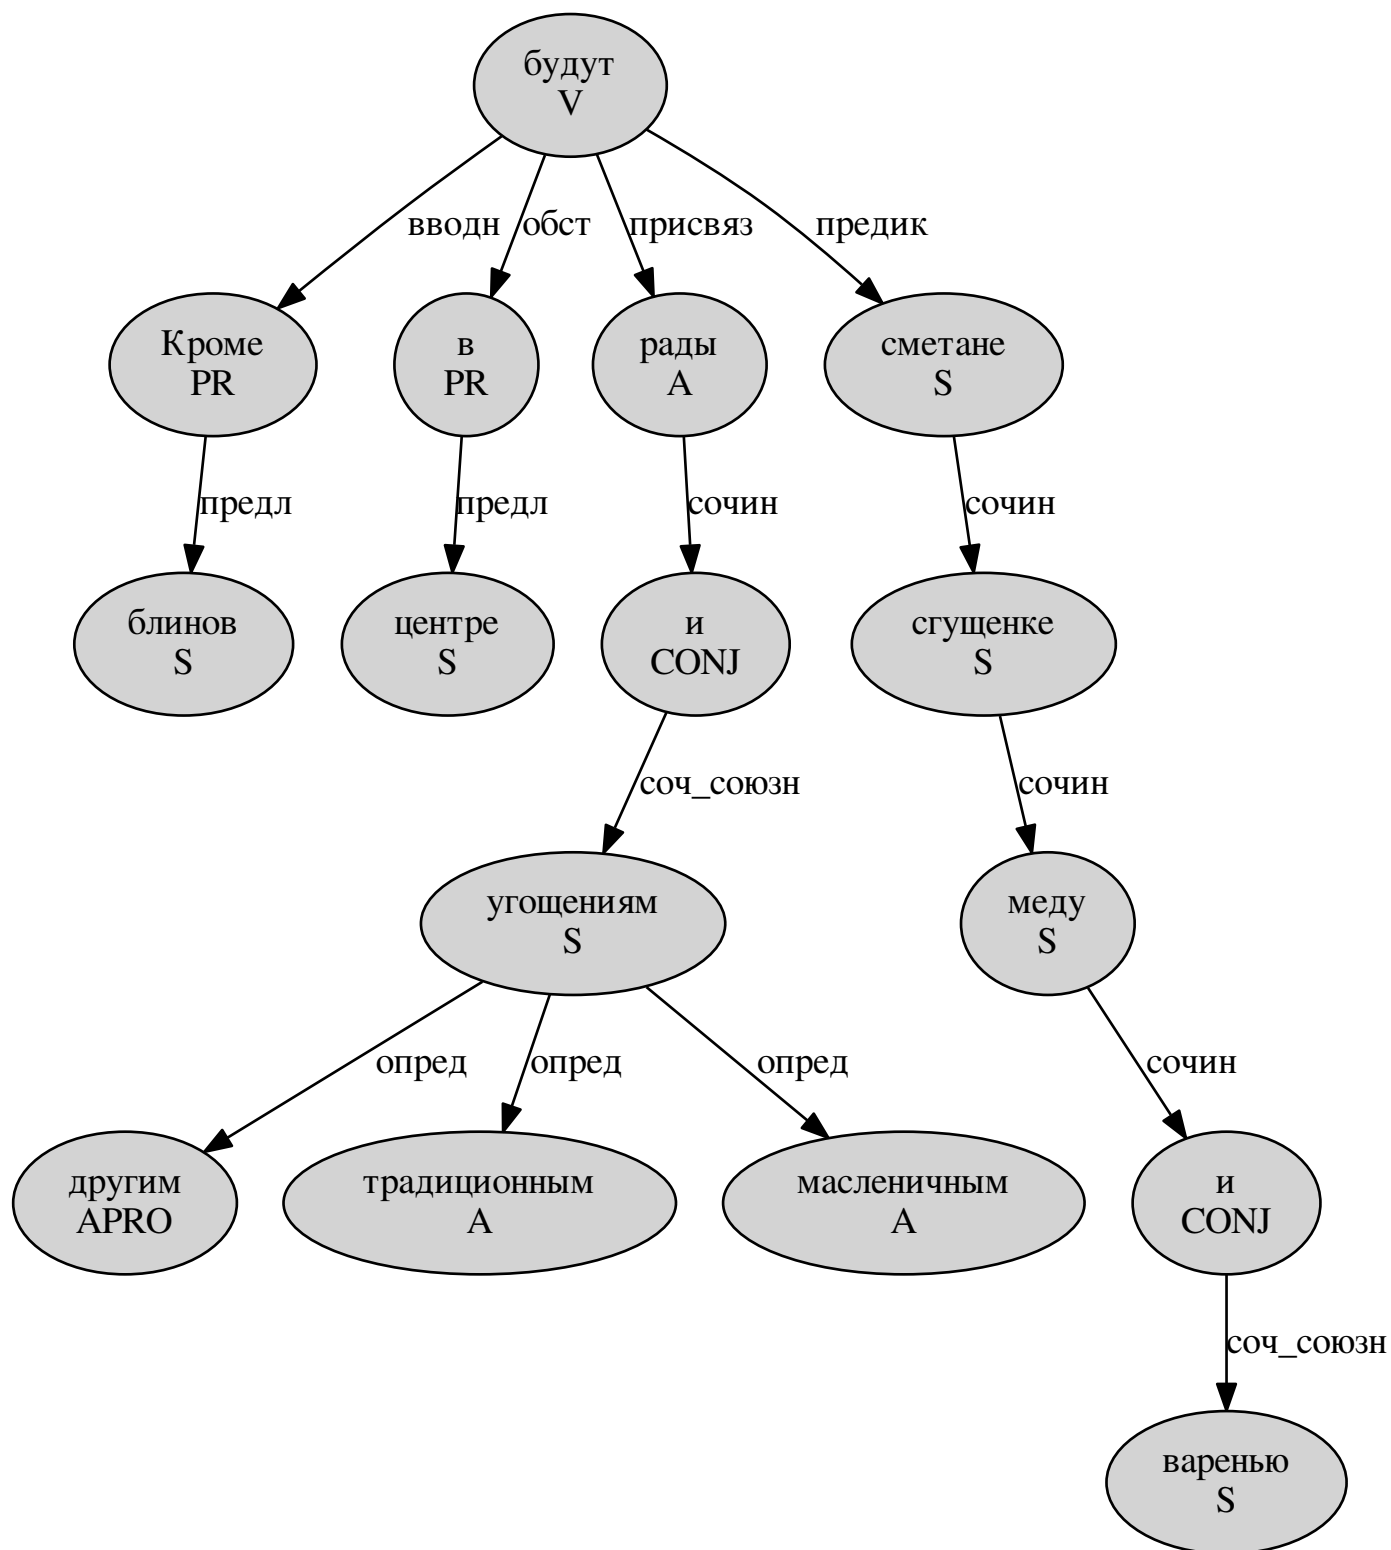 будут
V
вводн
обст
присвяз
предик
Кроме
PR
в
PR
рады
A
сметане
S
предл
предл
сочин
сочин
блинов
S
центре
S
и
CONJ
сгущенке
S
соч_союзн
сочин
угощениям
S
меду
S
опред
опред
опред
сочин
другим
APRO
традиционным
A
масленичным
A
и
CONJ
соч_союзн
варенью
S